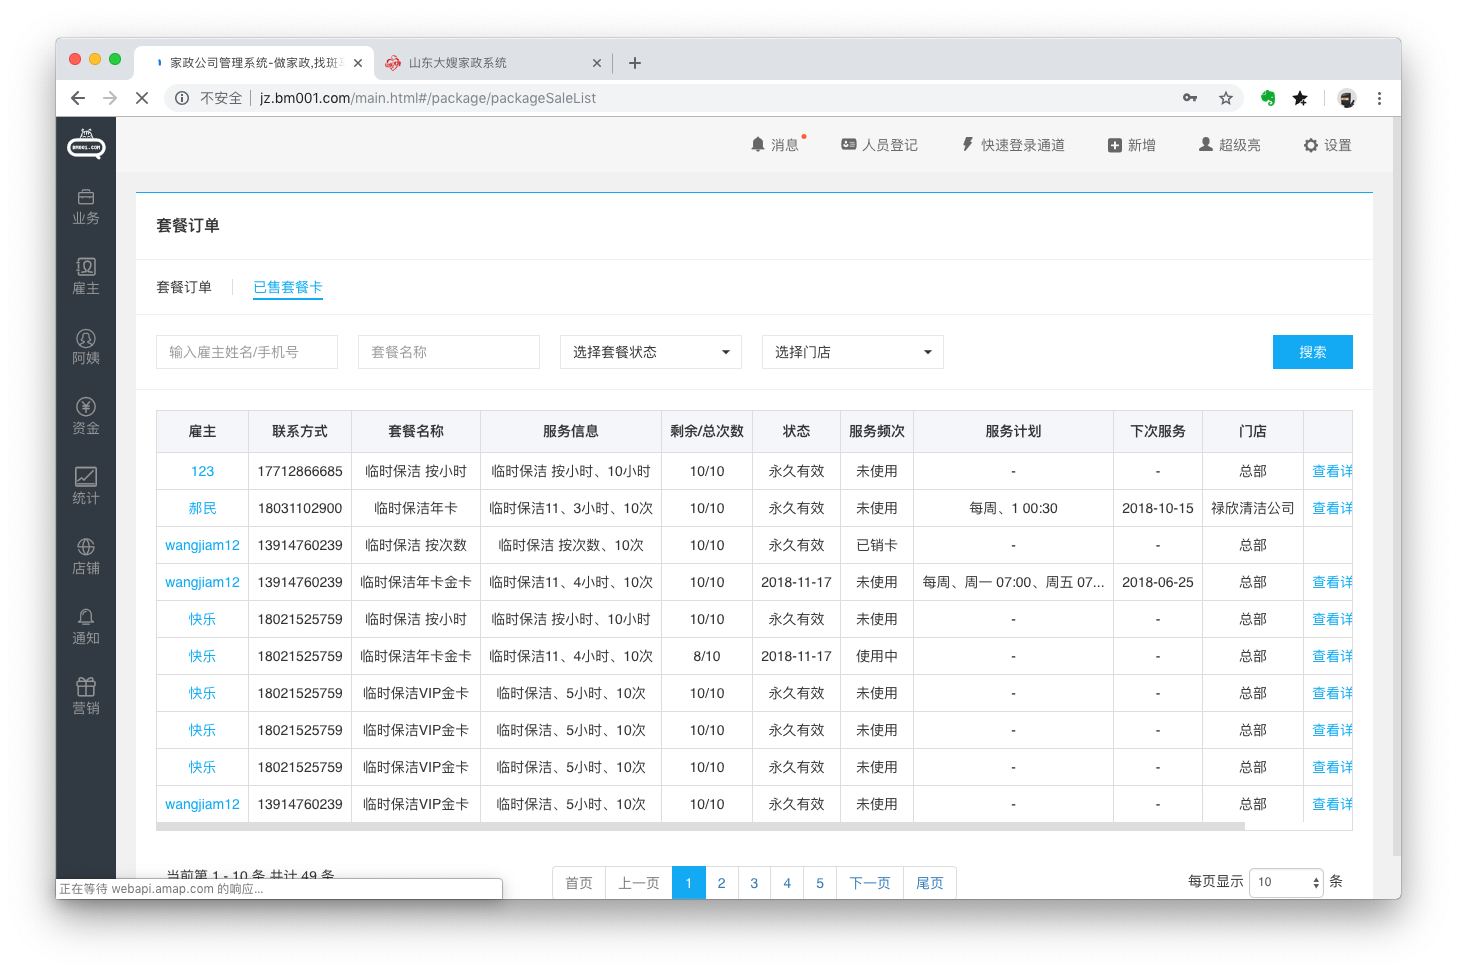 家政公司管理系统-做家政,找斑
山东大嫂家政系统
不安全 jz.bm001.com/main.html#/package/packageSaleList
BM001.COM
消息 人员登记 快速登录通道 新增 超级亮 设置
业务
雇主
阿姨
资金
统计
店铺
通知
营销
套餐订单
套餐订单 已售套餐卡
输入雇主姓名/手机号 套餐名称 选择套餐状态 选择门店 搜索
雇主 联系方式 套餐名称 服务信息 剩余/总次数 状态 服务频次 服务计划 下次服务 门店
123 17712866685 临时保洁 按小时 临时保洁 按小时、10小时 10/10 永久有效 未使用 - - 总部 查看详
郝民 18031102900 临时保洁年卡 临时保洁11、3小时、10次 10/10 永久有效 未使用 每周、1 00:30 2018-10-15 禄欣清洁公司 查看详
wangjiam12 13914760239 临时保洁 按次数 临时保洁 按次数、10次 10/10 永久有效 已销卡 - - 总部
wangjiam12 13914760239 临时保洁年卡金卡 临时保洁11、4小时、10次 10/10 2018-11-17 未使用 每周、周一 07:00、周五 07... 2018-06-25 总部 查看详
快乐 18021525759 临时保洁 按小时 临时保洁 按小时、10小时 10/10 永久有效 未使用 - - 总部 查看详
快乐 18021525759 临时保洁年卡金卡 临时保洁11、4小时、10次 8/10 2018-11-17 使用中 - - 总部 查看详
快乐 18021525759 临时保洁VIP金卡 临时保洁、5小时、10次 10/10 永久有效 未使用 - - 总部 查看详
快乐 18021525759 临时保洁VIP金卡 临时保洁、5小时、10次 10/10 永久有效 未使用 - - 总部 查看详
快乐 18021525759 临时保洁VIP金卡 临时保洁、5小时、10次 10/10 永久有效 未使用 - - 总部 查看详
wangjiam12 13914760239 临时保洁VIP金卡 临时保洁、5小时、10次 10/10 永久有效 未使用 - - 总部 查看详
当前第 1 - 10 条 共计 49 条 首页 上一页 1 2 3 4 5 下一页 尾页 每页显示 10 条
正在等待 webapi.amap.com 的响应...